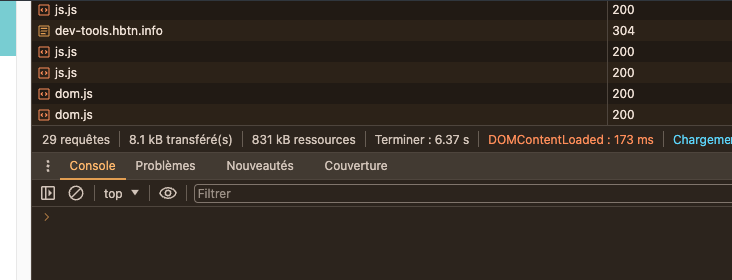 js.js 200
dev-tools.hbtn.info 304
js.js 200
js.js 200
dom.js 200
dom.js 200
29 requêtes 8.1 kB transféré(s) 831 kB ressources Terminer : 6.37 s DOMContentLoaded : 173 ms Chargeme
Console Problèmes Nouveautés Couverture
top Filtrer